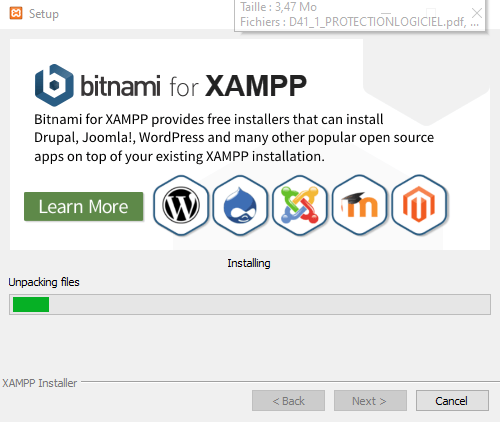 Setup
Taille : 3,47 Mo
Fichiers : D41_1_PROTECTIONLOGICIEL.pdf, ...
bitnami for XAMPP
Bitnami for XAMPP provides free installers that can install
Drupal, Joomla!, WordPress and many other popular open source
apps on top of your existing XAMPP installation.
Learn More
Installing
Unpacking files
XAMPP Installer
< Back
Next >
Cancel